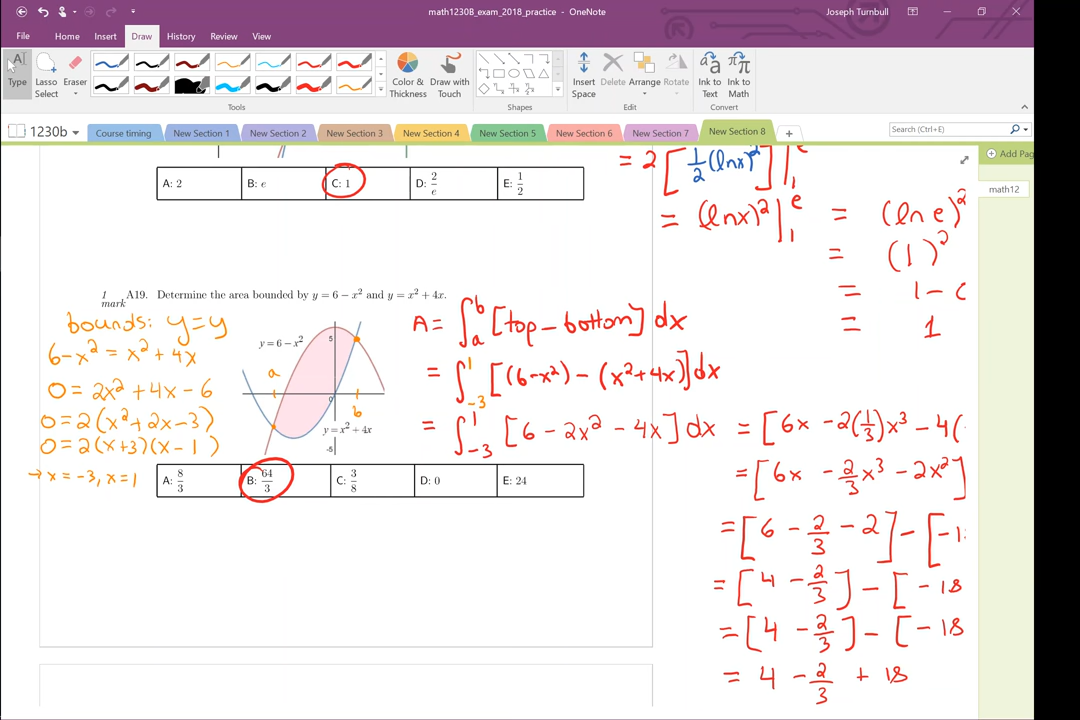 math1230B_exam_2018_practice - OneNote
Joseph Turnbull
File Home Insert Draw History Review View
Type
Lasso Select
Eraser
Color & Thickness
Draw with Touch
Insert Space
Delete
Arrange
Rotate
Ink to Text
Ink to Math
Tools
Shapes
Edit
Convert
1230b
Course timing
New Section 1
New Section 2
New Section 3
New Section 4
New Section 5
New Section 6
New Section 7
New Section 8
Search (Ctrl+E)
Add Pag
math12
= 2 [ 1/2 (lnx)² ] |₁ᵉ
A: 2 B: e C: 1 D: 2/e E: 1/2
= (lnx)² |₁ᵉ = (ln e)²
= (1)²
= 1 -
= 1
1 mark A19. Determine the area bounded by y = 6 − x² and y = x² + 4x.
bounds: y = y
6-x² = x² + 4x
0 = 2x² + 4x - 6
0 = 2(x² + 2x - 3)
0 = 2(x+3)(x-1)
→ x = -3, x = 1
y = 6 − x²
5
a
0
b
y = x² + 4x
-5
A = ∫ₐᵇ [top - bottom] dx
= ∫₋₃¹ [(6-x²) - (x²+4x)] dx
= ∫₋₃¹ [6 - 2x² - 4x] dx = [6x - 2(1/3)x³ - 4(
= [6x - 2/3 x³ - 2x²]
= [6 - 2/3 - 2] - [-1
= [4 - 2/3] - [-18
= [4 - 2/3] - [-18
= 4 - 2/3 + 18
A: 8/3 B: 64/3 C: 3/8 D: 0 E: 24